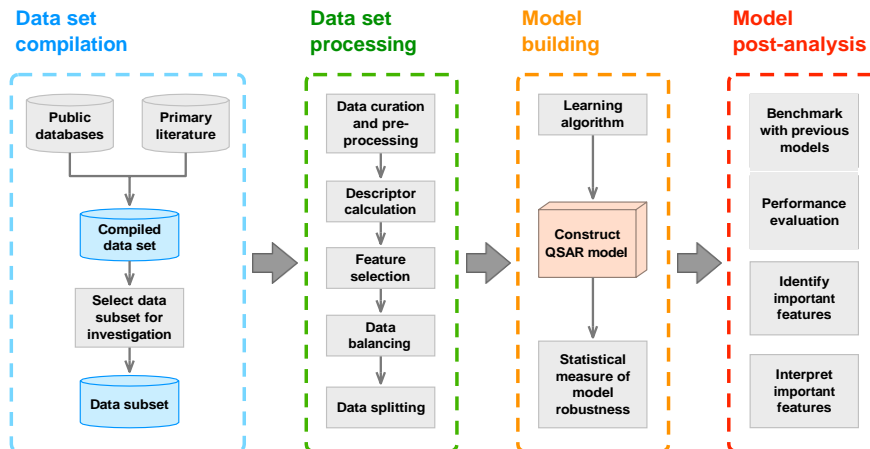 Data set
compilation
Data set
processing
Model
building
Model
post-analysis
Public
databases
Primary
literature
Compiled
data set
Select data
subset for
investigation
Data subset
Data curation
and pre-
processing
Descriptor
calculation
Feature
selection
Data
balancing
Data splitting
Learning
algorithm
Construct
QSAR model
Statistical
measure of
model
robustness
Benchmark
with previous
models
Performance
evaluation
Identify
important
features
Interpret
important
features